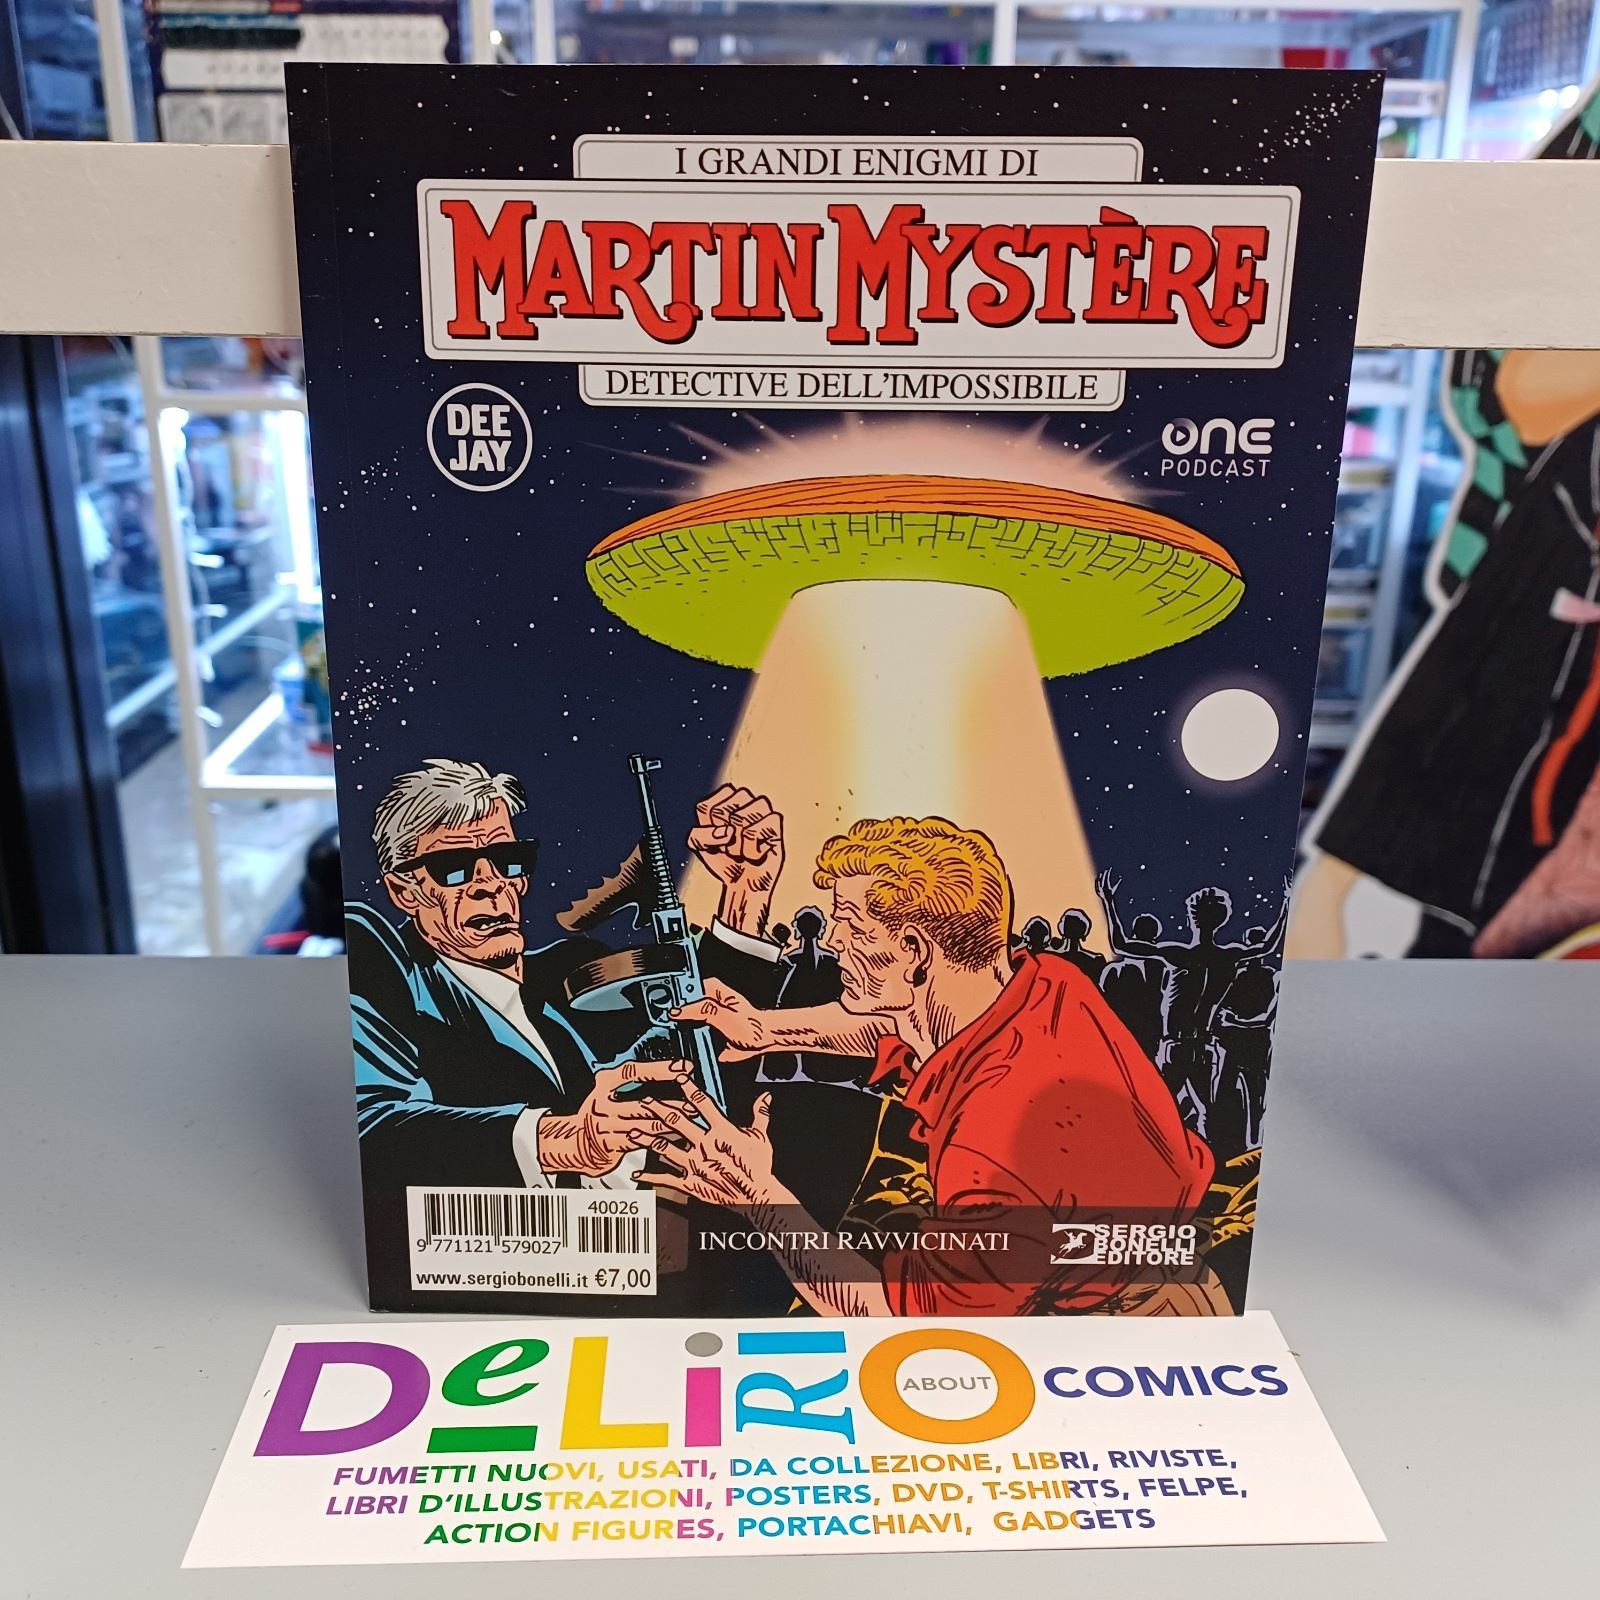 I GRANDI ENIGMI DI
MARTIN MYSTÈRE
DETECTIVE DELL'IMPOSSIBILE
DEE
JAY
ONE
PODCAST
40026
9 771121 579027
www.sergiobonelli.it €7,00
INCONTRI RAVVICINATI
SERGIO
BONELLI
EDITORE
DeLiRIO ABOUT COMICS
FUMETTI NUOVI, USATI, DA COLLEZIONE, LIBRI, RIVISTE,
LIBRI D'ILLUSTRAZIONI, POSTERS, DVD, T-SHIRTS, FELPE,
ACTION FIGURES, PORTACHIAVI, GADGETS